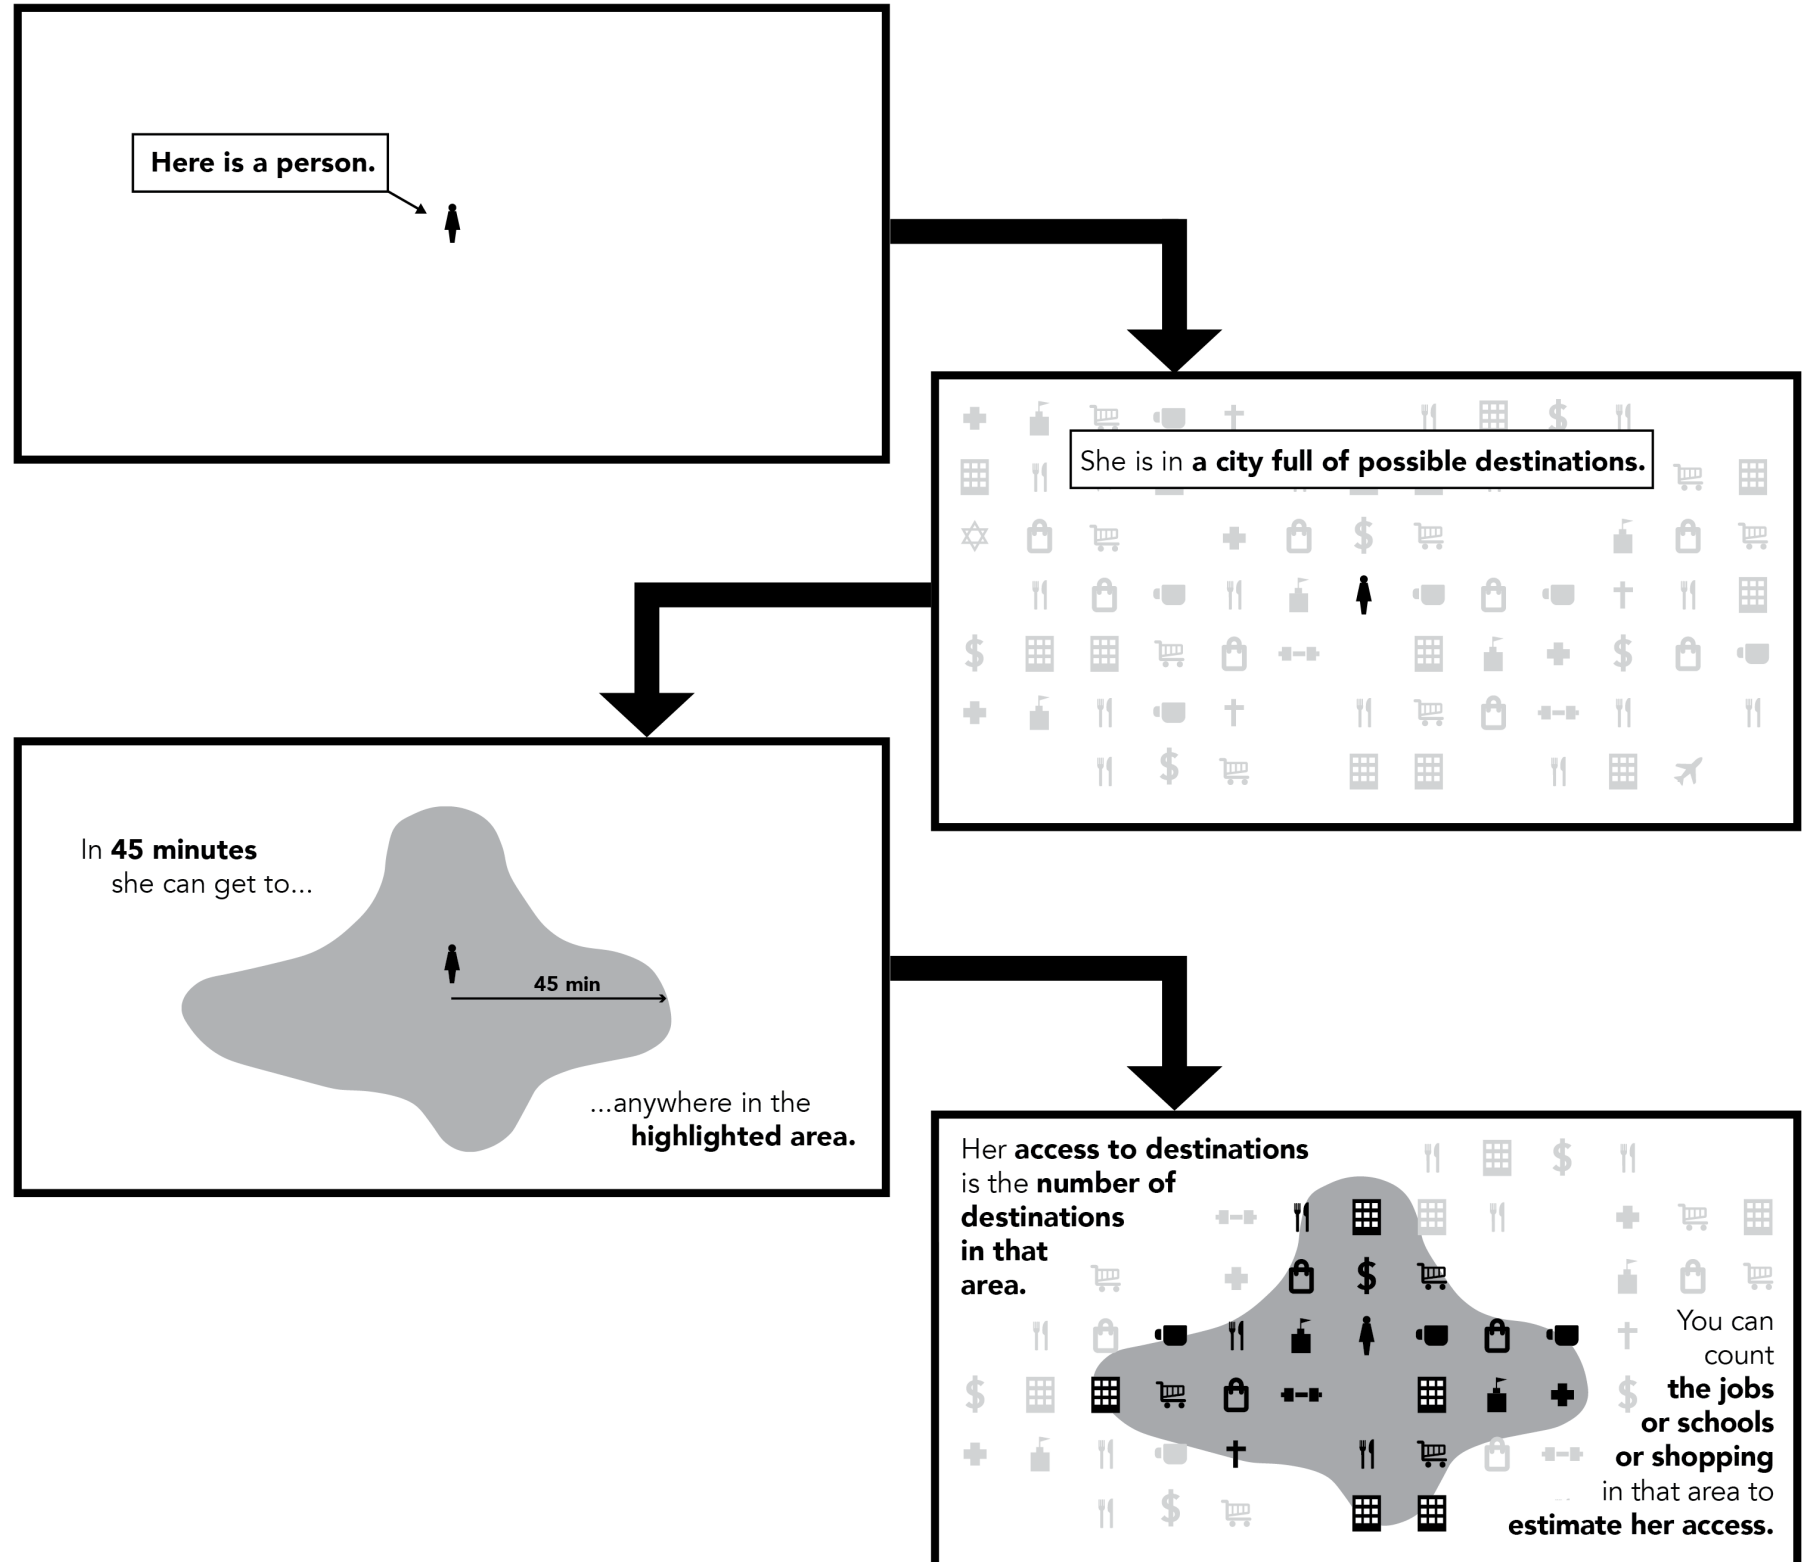 Here is a person.
She is in a city full of possible destinations.
In 45 minutes
she can get to...
45 min
...anywhere in the
highlighted area.
Her access to destinations
is the number of
destinations
in that
area.
You can
count
the jobs
or schools
or shopping
in that area to
estimate her access.